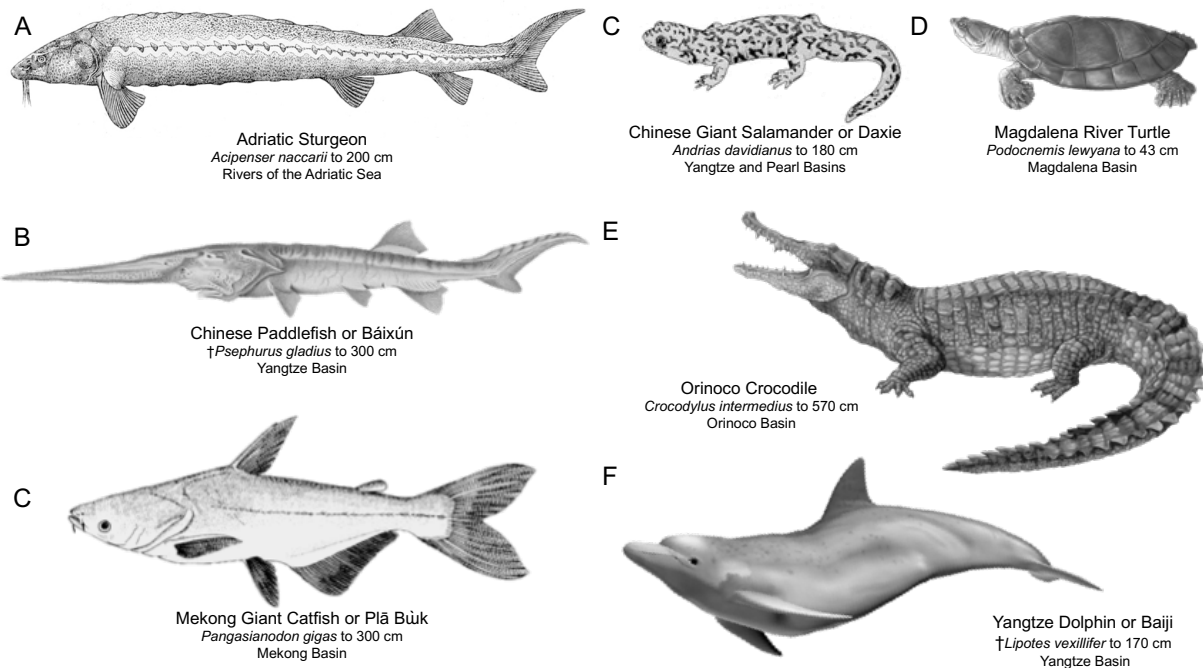 A
Adriatic Sturgeon
Acipenser naccarii to 200 cm
Rivers of the Adriatic Sea
B
Chinese Paddlefish or Báixún
†Psephurus gladius to 300 cm
Yangtze Basin
C
Mekong Giant Catfish or Plā Bùk
Pangasianodon gigas to 300 cm
Mekong Basin
C
Chinese Giant Salamander or Daxie
Andrias davidianus to 180 cm
Yangtze and Pearl Basins
D
Magdalena River Turtle
Podocnemis lewyana to 43 cm
Magdalena Basin
E
Orinoco Crocodile
Crocodylus intermedius to 570 cm
Orinoco Basin
F
Yangtze Dolphin or Baiji
†Lipotes vexillifer to 170 cm
Yangtze Basin